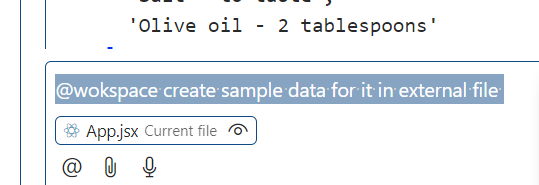 'Olive oil - 2 tablespoons'
@wokspace create sample data for it in external file
App.jsx Current file
@